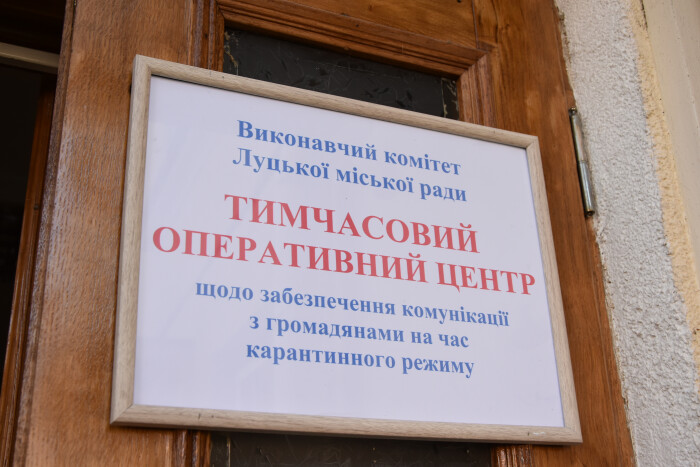 Виконавчий комітет
Луцької міської ради
ТИМЧАСОВИЙ
ОПЕРАТИВНИЙ ЦЕНТР
щодо забезпечення комунікації
з громадянами на час
карантинного режиму